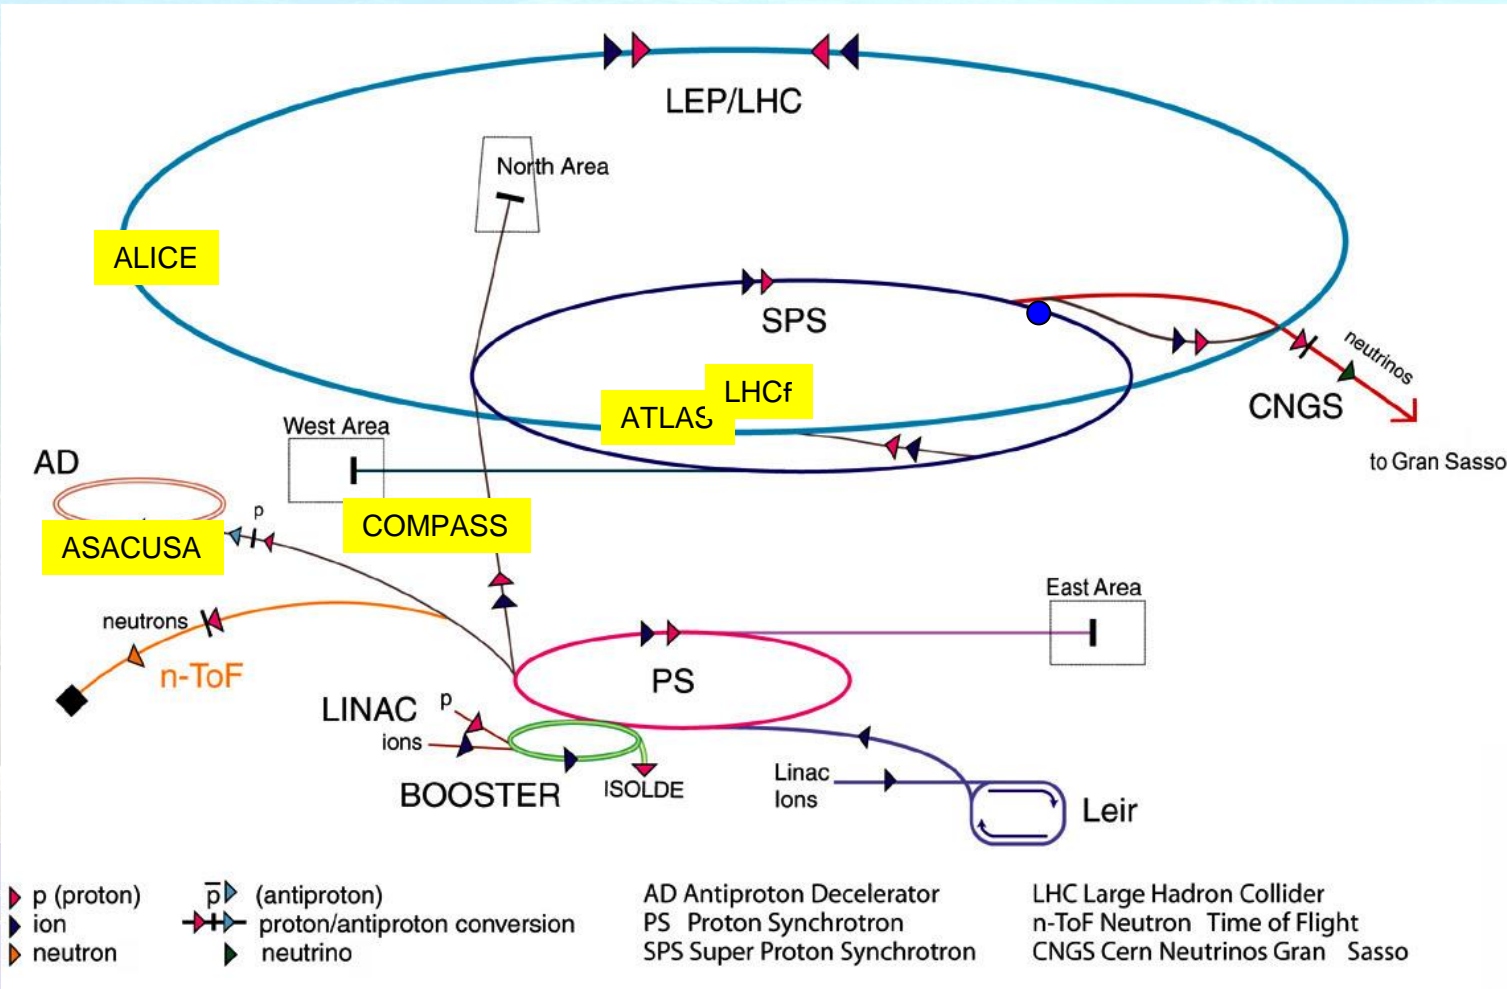 LEP/LHC
North Area
ALICE
SPS
LHCf
ATLAS
neutrinos
CNGS
to Gran Sasso
West Area
AD
p
COMPASS
ASACUSA
East Area
neutrons
n-ToF
PS
LINAC
p
ions
BOOSTER
ISOLDE
Linac
Ions
Leir
p (proton)
ion
neutron
p̅ (antiproton)
proton/antiproton conversion
neutrino
AD Antiproton Decelerator
PS Proton Synchrotron
SPS Super Proton Synchrotron
LHC Large Hadron Collider
n-ToF Neutron Time of Flight
CNGS Cern Neutrinos Gran Sasso